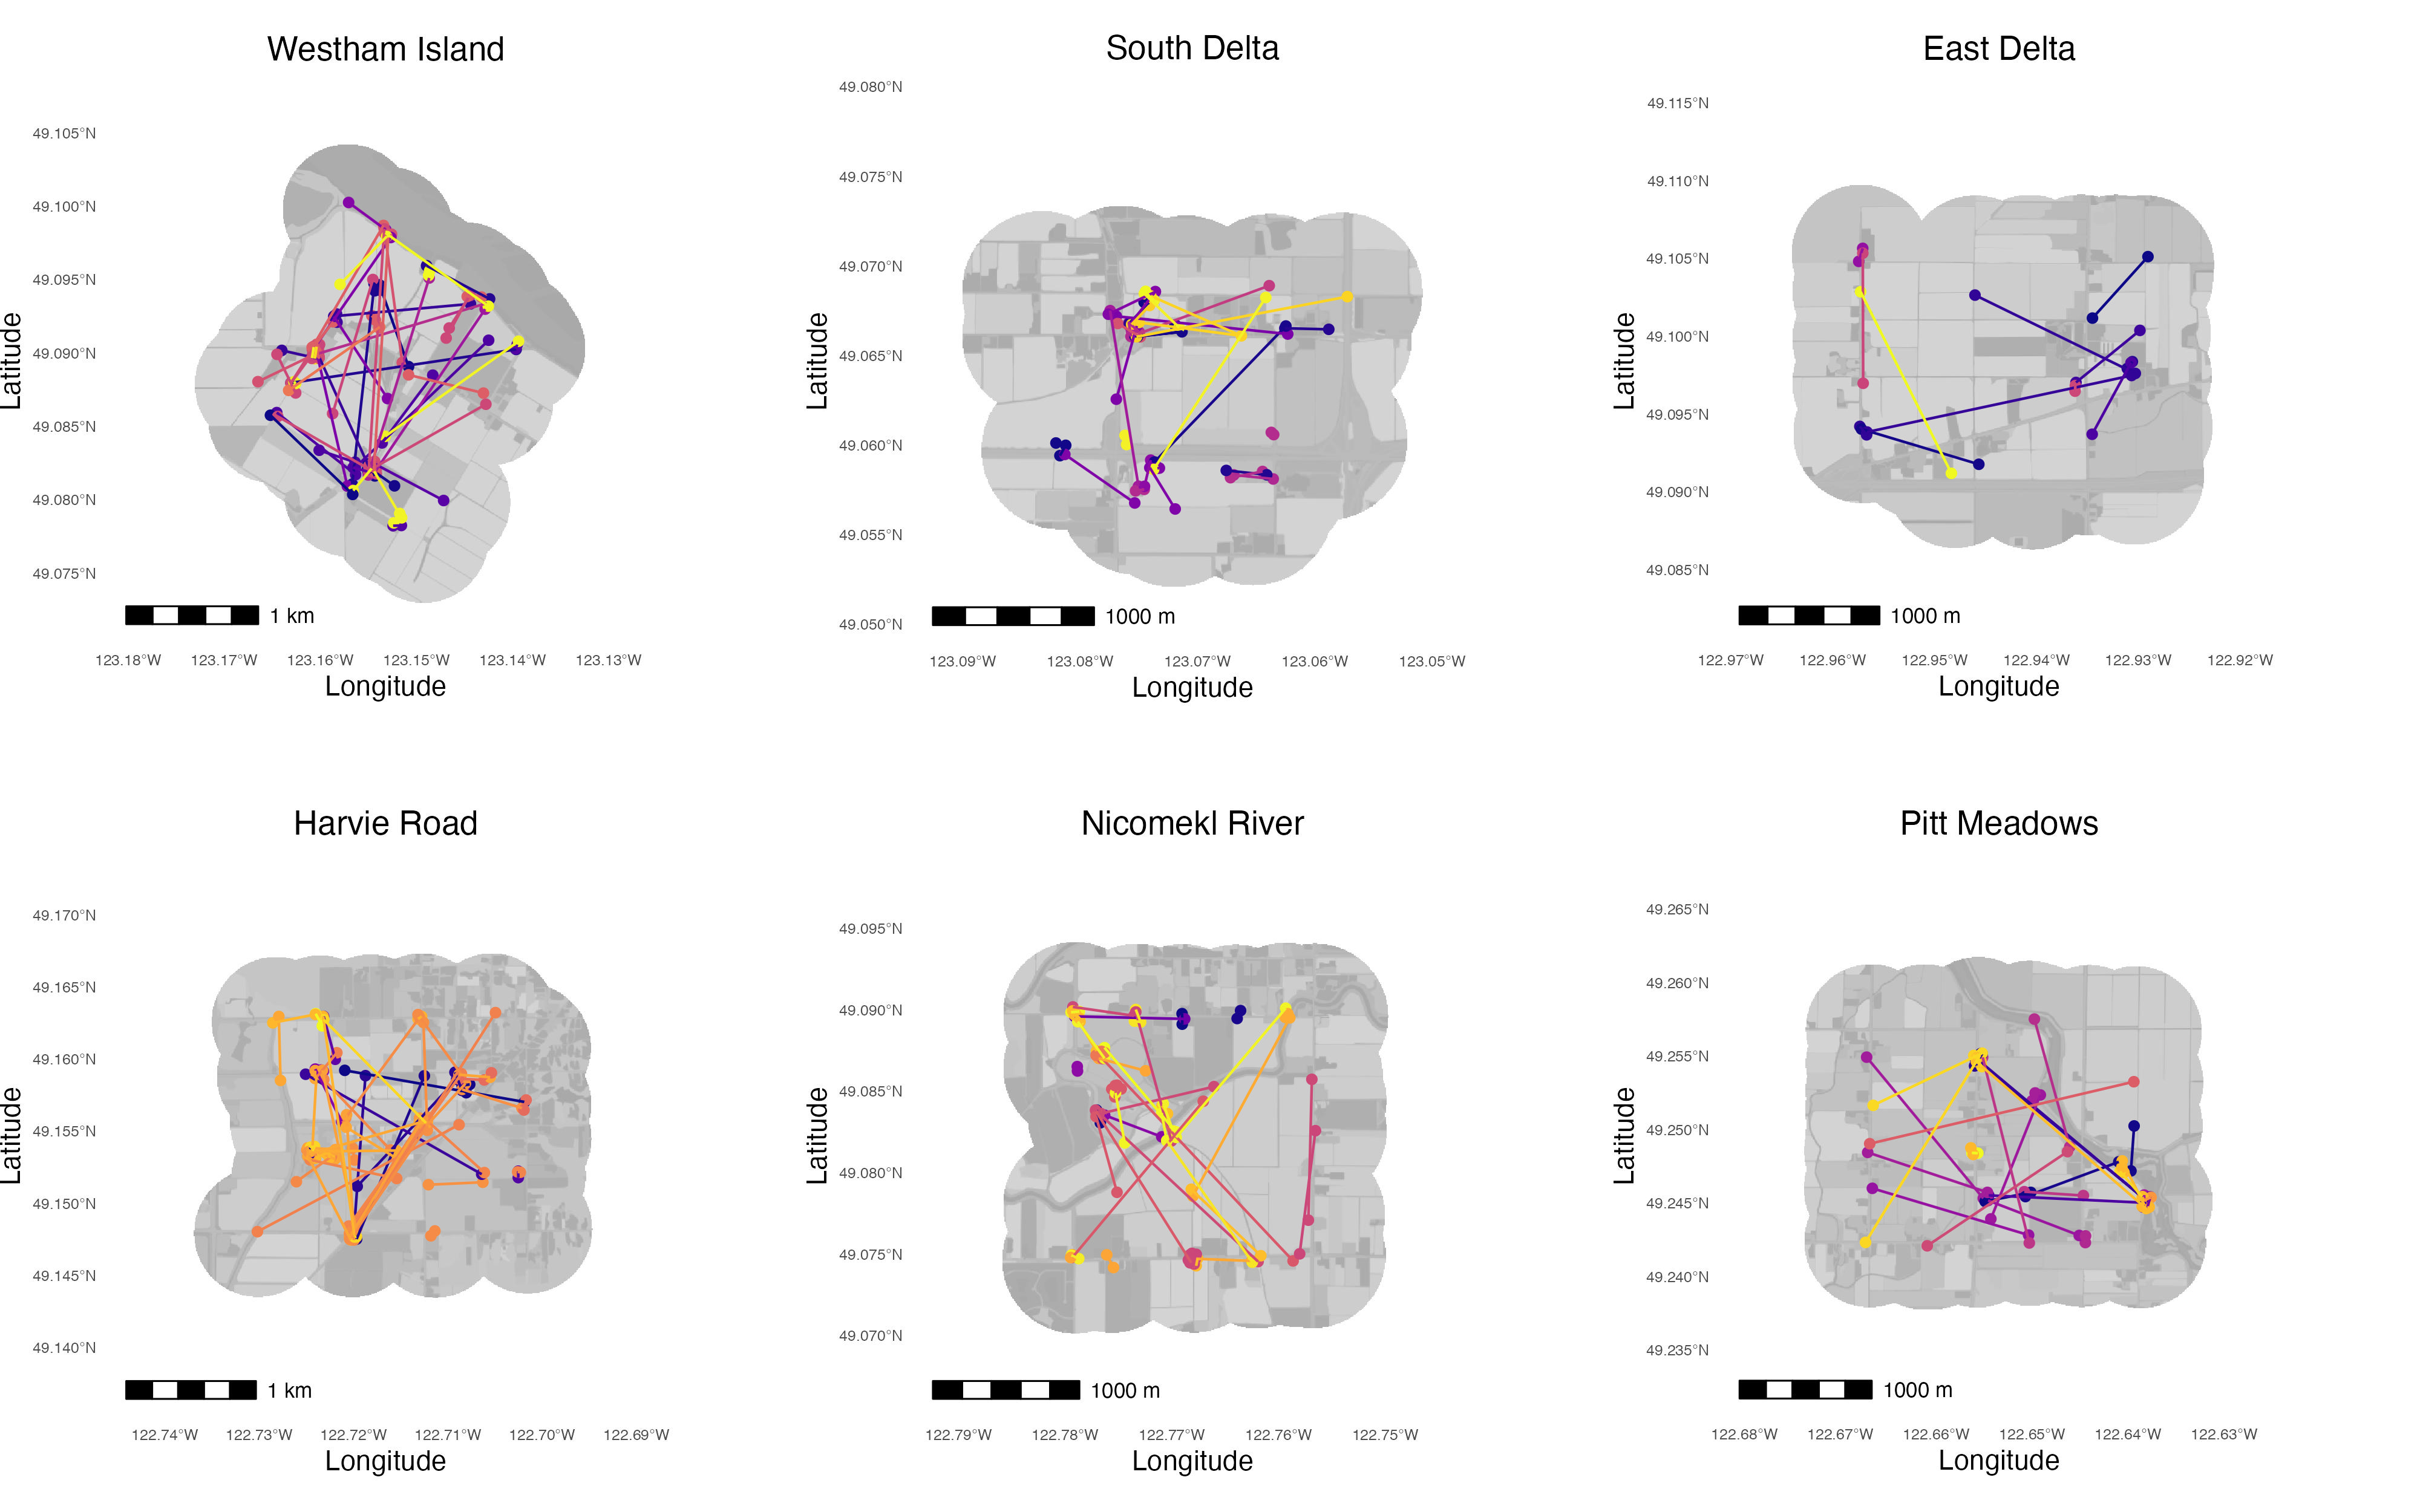 Westham Island
49.105°N
49.100°N
49.095°N
49.090°N
49.085°N
49.080°N
49.075°N
Latitude
1 km
123.18°W 123.17°W 123.16°W 123.15°W 123.14°W 123.13°W
Longitude
South Delta
49.080°N
49.075°N
49.070°N
49.065°N
49.060°N
49.055°N
49.050°N
Latitude
1000 m
123.09°W 123.08°W 123.07°W 123.06°W 123.05°W
Longitude
East Delta
49.115°N
49.110°N
49.105°N
49.100°N
49.095°N
49.090°N
49.085°N
Latitude
1000 m
122.97°W 122.96°W 122.95°W 122.94°W 122.93°W 122.92°W
Longitude
Harvie Road
49.170°N
49.165°N
49.160°N
49.155°N
49.150°N
49.145°N
49.140°N
Latitude
1 km
122.74°W 122.73°W 122.72°W 122.71°W 122.70°W 122.69°W
Longitude
Nicomekl River
49.095°N
49.090°N
49.085°N
49.080°N
49.075°N
49.070°N
Latitude
1000 m
122.79°W 122.78°W 122.77°W 122.76°W 122.75°W
Longitude
Pitt Meadows
49.265°N
49.260°N
49.255°N
49.250°N
49.245°N
49.240°N
49.235°N
Latitude
1000 m
122.68°W 122.67°W 122.66°W 122.65°W 122.64°W 122.63°W
Longitude